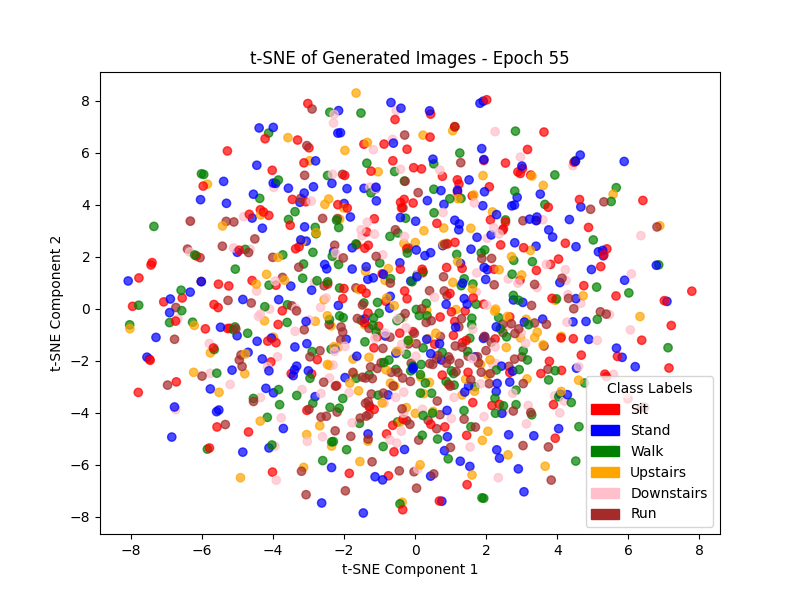 t-SNE of Generated Images - Epoch 55
t-SNE Component 2
8
6
4
2
0
−2
−4
−6
−8
Class Labels
Sit
Stand
Walk
Upstairs
Downstairs
Run
−8 −6 −4 −2 0 2 4 6 8
t-SNE Component 1